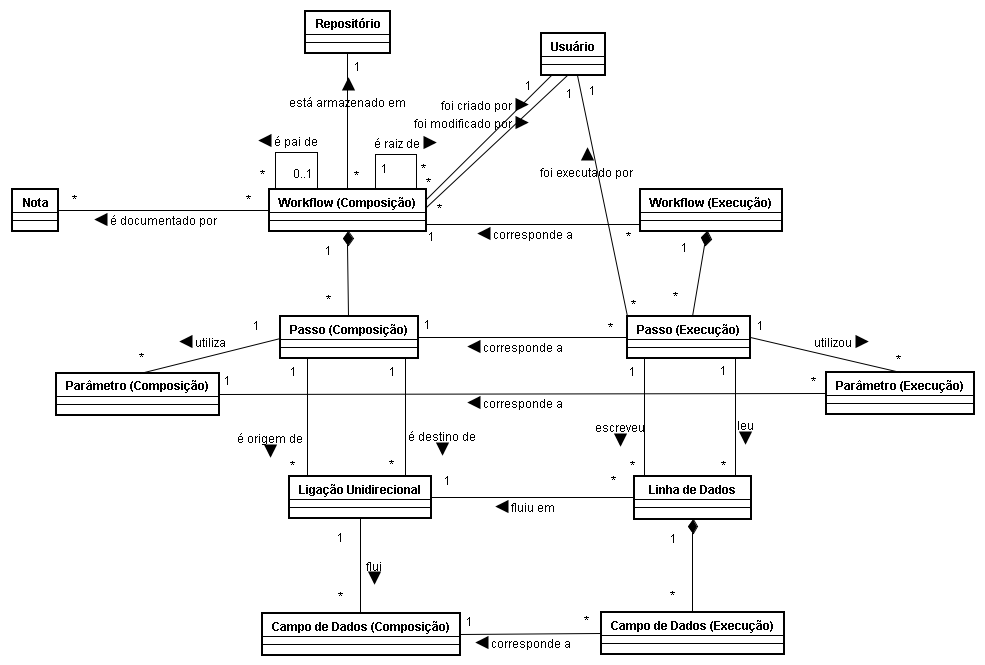 Repositório
Usuário
1
está armazenado em
1
1
1
foi criado por
foi modificado por
é pai de
é raiz de
foi executado por
*
0..1
*
1
*
*
*
Nota
*
*
Workflow (Composição)
Workflow (Execução)
é documentado por
1
corresponde a
*
1
1
*
*
*
Passo (Composição)
1
*
Passo (Execução)
1
1
utiliza
corresponde a
utilizou
*
*
1
1
1
1
Parâmetro (Composição)
1
*
Parâmetro (Execução)
corresponde a
é origem de
é destino de
escreveu
leu
*
*
*
*
Ligação Unidirecional
1
*
Linha de Dados
fluiu em
1
1
flui
*
*
Campo de Dados (Composição)
1
*
Campo de Dados (Execução)
corresponde a